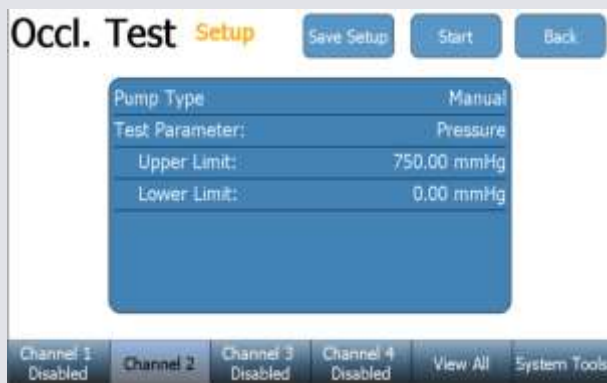 Occl. Test Setup Save Setup Start Back
Pump Type Manual
Test Parameter: Pressure
Upper Limit: 750.00 mmHg
Lower Limit: 0.00 mmHg
Channel 1 Disabled Channel 2 Channel 3 Disabled Channel 4 Disabled View All System Tools